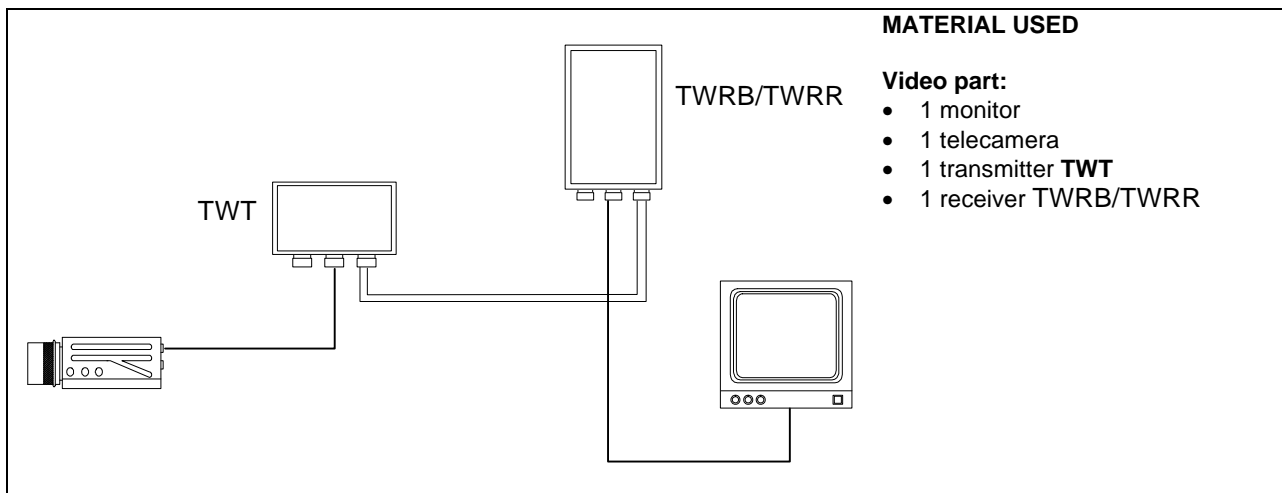 MATERIAL USED
TWRB/TWRR
Video part:
• 1 monitor
• 1 telecamera
• 1 transmitter TWT
• 1 receiver TWRB/TWRR
TWT